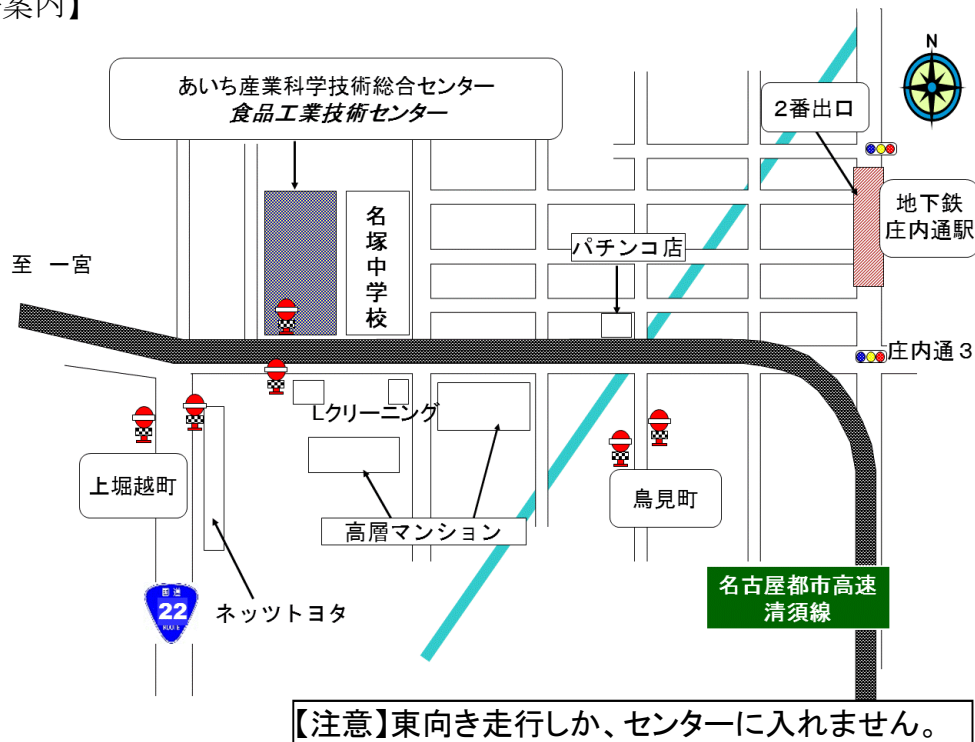 案内】
N
あいち産業科学技術総合センター
食品工業技術センター
2番出口
地下鉄
庄内通駅
名塚中学校
パチンコ店
至 一宮
庄内通3
Lクリーニング
上堀越町
鳥見町
高層マンション
名古屋都市高速
清須線
国道
22
ROUTE
ネッツトヨタ
【注意】東向き走行しか、センターに入れません。